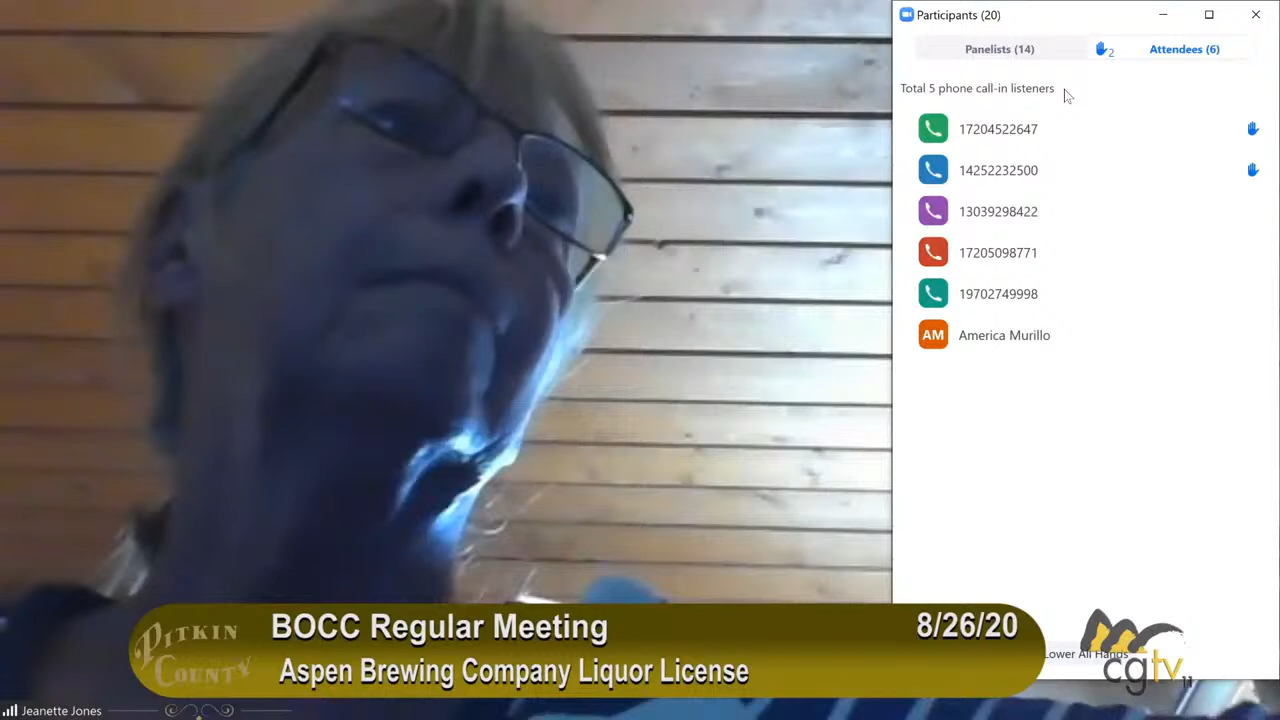 Participants (20)
Panelists (14)
2
Attendees (6)
Total 5 phone call-in listeners
17204522647
14252232500
13039298422
17205098771
19702749998
AM America Murillo
Lower All Hands
PITKIN
COUNTY
BOCC Regular Meeting
8/26/20
Aspen Brewing Company Liquor License
cgtv 11
Jeanette Jones